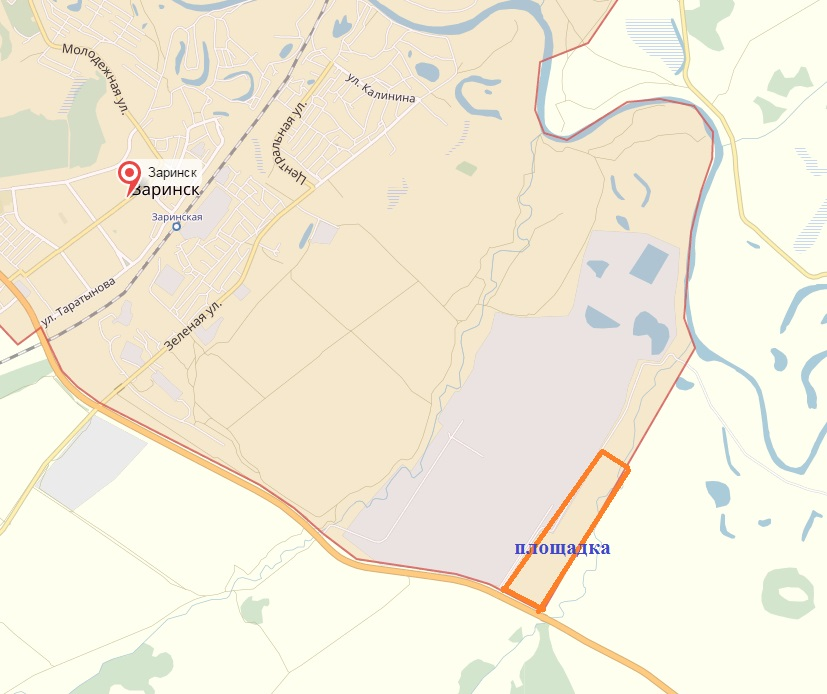 Молодежная ул.
ул. Калинина
Центральная ул.
Заринск
Заринск
Заринская
ул. Таратынова
Зеленая ул.
площадка